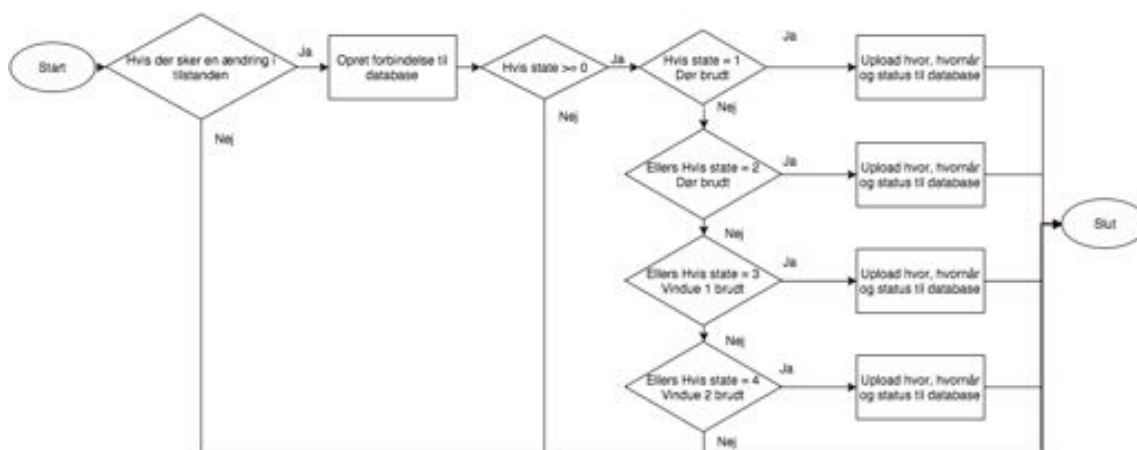 Start
Hvis der sker en ændring i
tilstanden
Ja
Nej
Opret forbindelse til
database
Hvis state >= 0
Ja
Nej
Hvis state = 1
Dør brudt
Ja
Upload hvor, hvornår
og status til database
Nej
Ellers Hvis state = 2
Dør brudt
Ja
Upload hvor, hvornår
og status til database
Nej
Ellers Hvis state = 3
Vindue 1 brudt
Ja
Upload hvor, hvornår
og status til database
Nej
Ellers Hvis state = 4
Vindue 2 brudt
Ja
Upload hvor, hvornår
og status til database
Nej
Slut